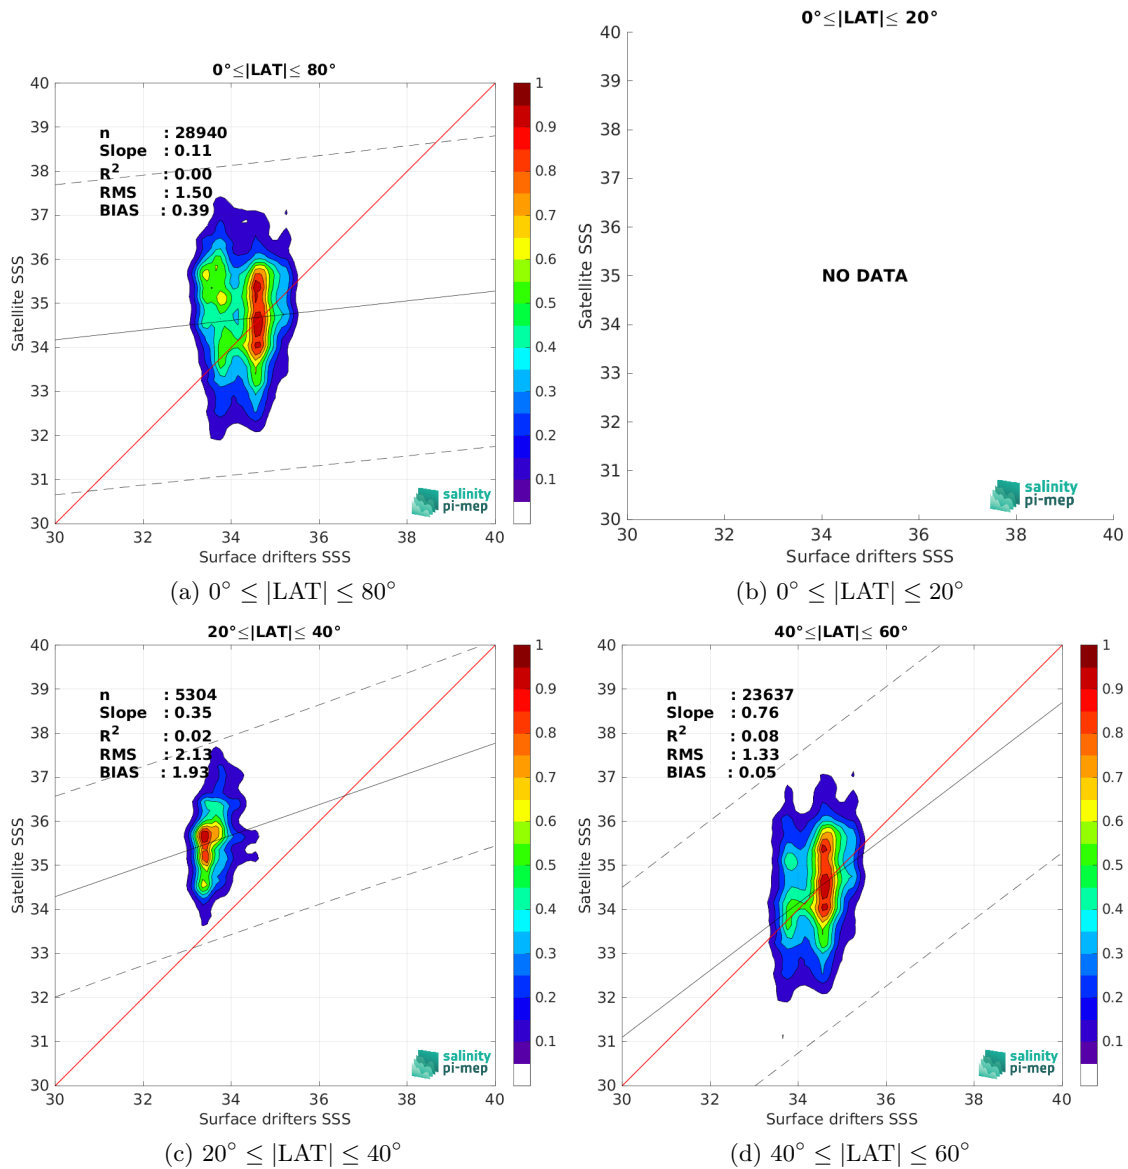 0°≤|LAT|≤ 80°
n : 28940
Slope : 0.11
R² : 0.00
RMS : 1.50
BIAS : 0.39
Satellite SSS
40
39
38
37
36
35
34
33
32
31
30
30 32 34 36 38 40
Surface drifters SSS
1
0.9
0.8
0.7
0.6
0.5
0.4
0.3
0.2
0.1
salinity
pi-mep
(a) 0° ≤ |LAT| ≤ 80°
0°≤|LAT|≤ 20°
NO DATA
Satellite SSS
40
39
38
37
36
35
34
33
32
31
30
30 32 34 36 38 40
Surface drifters SSS
salinity
pi-mep
(b) 0° ≤ |LAT| ≤ 20°
20°≤|LAT|≤ 40°
n : 5304
Slope : 0.35
R² : 0.02
RMS : 2.13
BIAS : 1.93
Satellite SSS
40
39
38
37
36
35
34
33
32
31
30
30 32 34 36 38 40
Surface drifters SSS
1
0.9
0.8
0.7
0.6
0.5
0.4
0.3
0.2
0.1
salinity
pi-mep
(c) 20° ≤ |LAT| ≤ 40°
40°≤|LAT|≤ 60°
n : 23637
Slope : 0.76
R² : 0.08
RMS : 1.33
BIAS : 0.05
Satellite SSS
40
39
38
37
36
35
34
33
32
31
30
30 32 34 36 38 40
Surface drifters SSS
1
0.9
0.8
0.7
0.6
0.5
0.4
0.3
0.2
0.1
salinity
pi-mep
(d) 40° ≤ |LAT| ≤ 60°